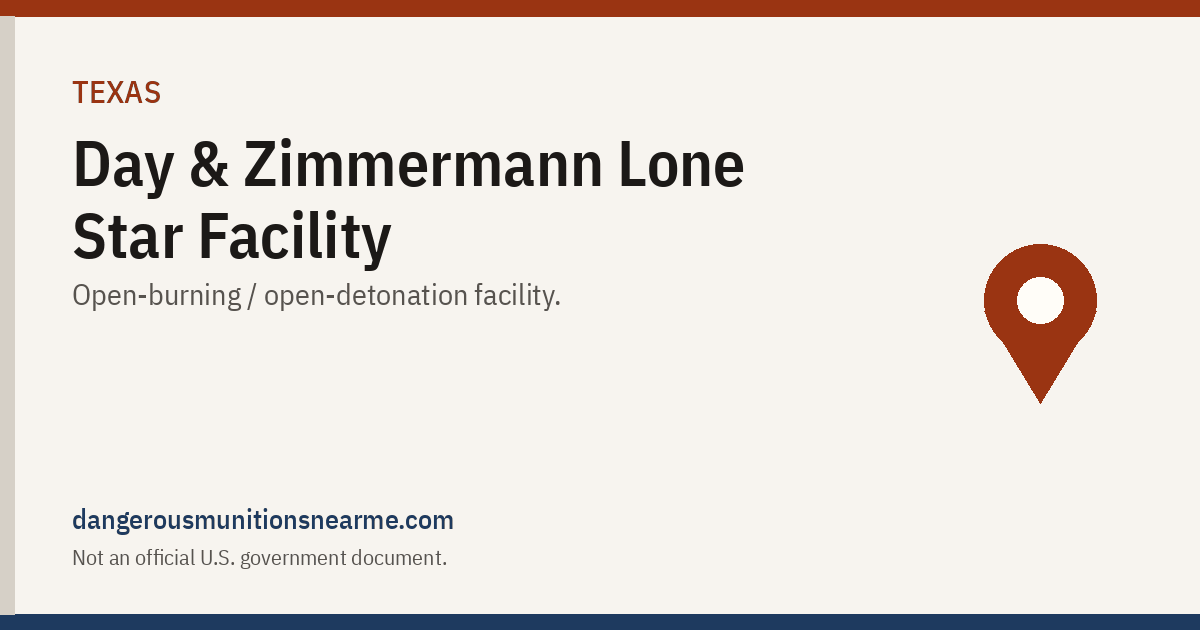 TEXAS
Day & Zimmermann Lone
Star Facility
Open-burning / open-detonation facility.
dangerousmunitionsnearme.com
Not an official U.S. government document.